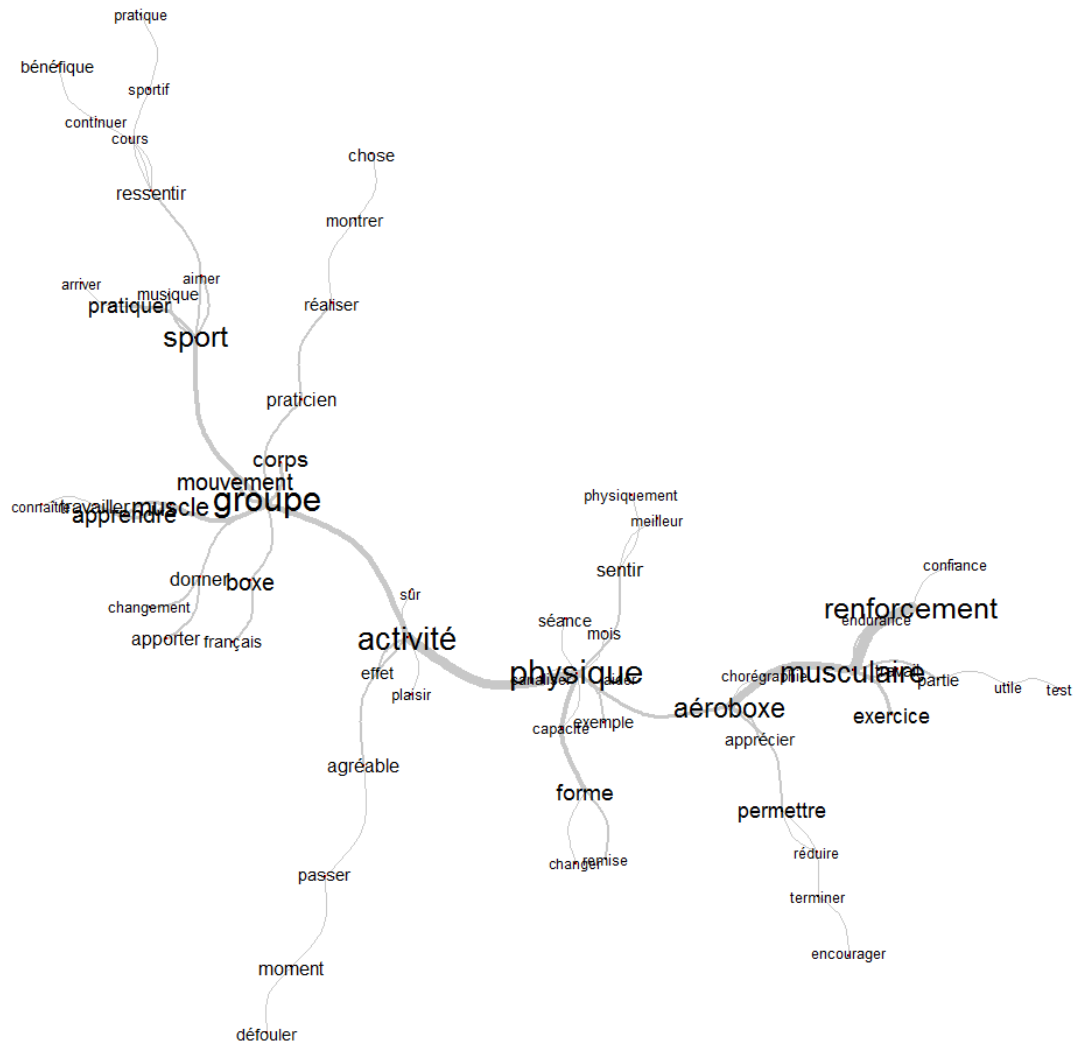 pratique
bénéfique
sportif
continuer
cours
chose
ressentir
montrer
aimer
arriver
musique
pratiquer
réaliser
sport
praticien
corps
mouvement
physiquement
groupe
travailler
muscle
apprendre
meilleur
confiance
sentir
donner
boxe
sûr
changement
renforcement
séance
endurance
apporter
français
activité
mois
effet
physique
canaliser
aider
chorégraphie
musculaire
travail
partie
plaisir
utile
test
aéroboxe
exercice
capacité
exemple
apprécier
agréable
forme
permettre
réduire
changer
remise
passer
terminer
encourager
moment
défouler